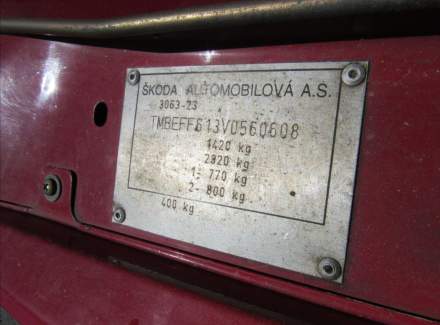 ŠKODA AUTOMOBILOVÁ A.S.
3063-23
TMBEFF613V0560608
1420 kg
2820 kg
1- 770 kg
2- 800 kg
400 kg